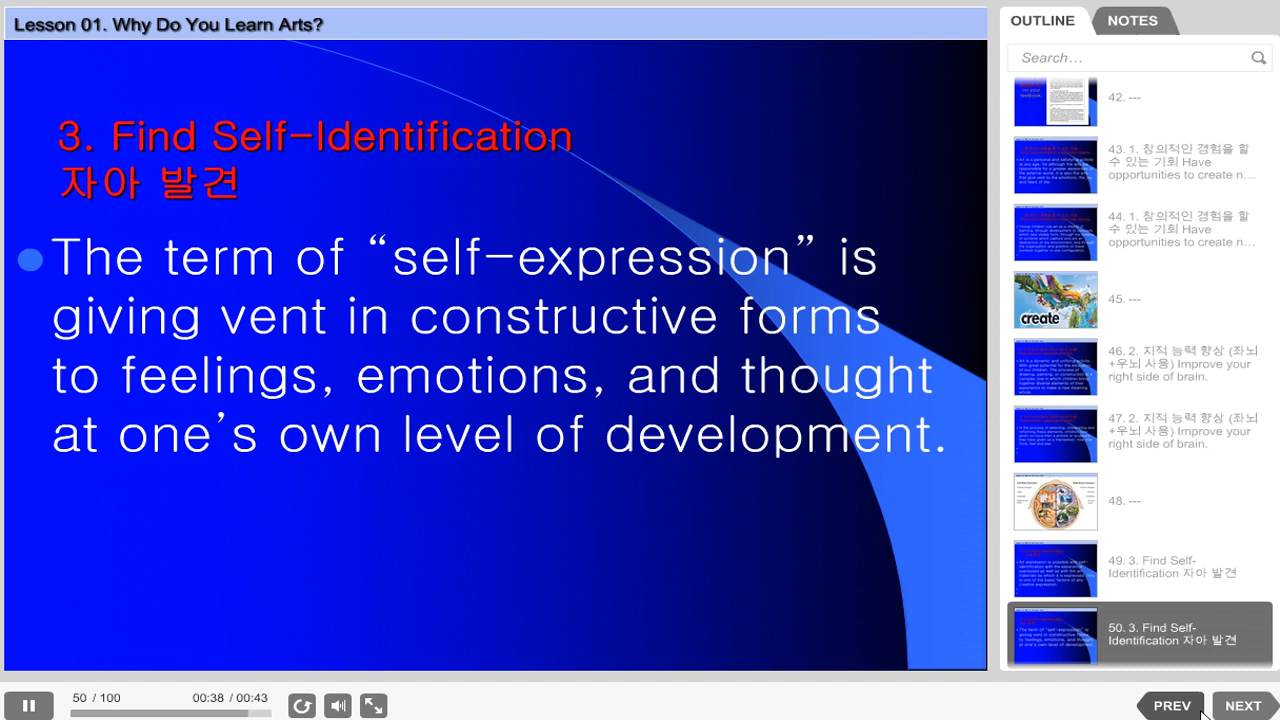 Lesson 01. Why Do You Learn Arts?
3. Find Self-Identification
자아 발견
The term of “self-expression” is
giving vent in constructive forms
to feelings, emotions, and thought
at one’s own level of development.
OUTLINE
NOTES
Search...
42. ---
43. 1. 창의적인 경험을 할
수 있는 기회 Have
opportunities to create n...
44. 1. 창의적인 경험을 할
수 있는 기회 Have
opportunities to create n...
create
45. ---
46. 2. 지적 능력 향상 (좌뇌
+우뇌 사용) Improve your
right side of brain.
47. 2. 지적 능력 향상 (좌뇌
+우뇌 사용) Improve your
right side of brain.
48. ---
49. 3. Find Self-
Identification 자아 발견
50. 3. Find Self-
Identification 자아 발견
50 / 100
00:38 / 00:43
PREV
NEXT